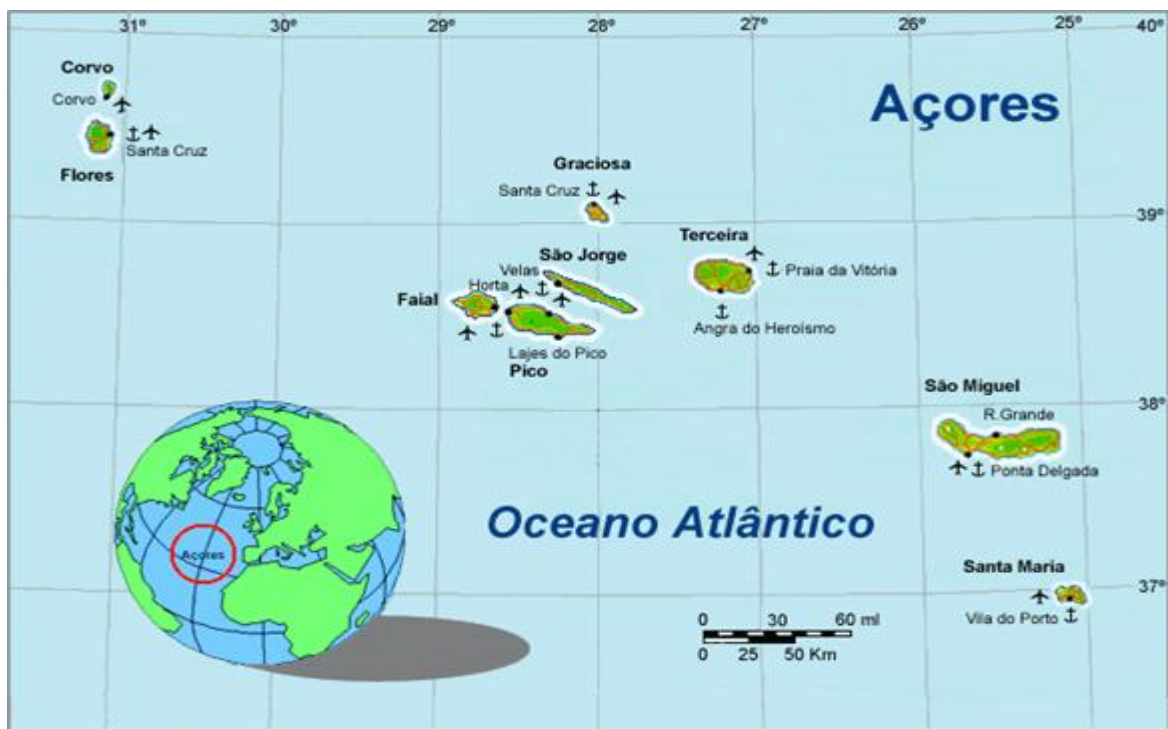 31º
30º
29º
28º
27º
26º
25º
40º
Corvo
Corvo
Santa Cruz
Flores
Açores
Graciosa
Santa Cruz
39º
Terceira
Praia da Vitória
Angra do Heroismo
São Jorge
Velas
Horta
Faial
Lajes do Pico
Pico
38º
São Miguel
R.Grande
Ponta Delgada
Açores
Oceano Atlântico
Santa Maria
37º
Vila do Porto
0 30 60 ml
0 25 50 Km